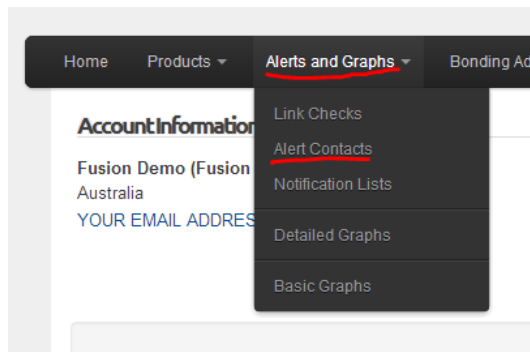 Home Products Alerts and Graphs Bonding Ad
Link Checks
Account Information
Alert Contacts
Fusion Demo (Fusion
Notification Lists
Australia
YOUR EMAIL ADDRES
Detailed Graphs
Basic Graphs